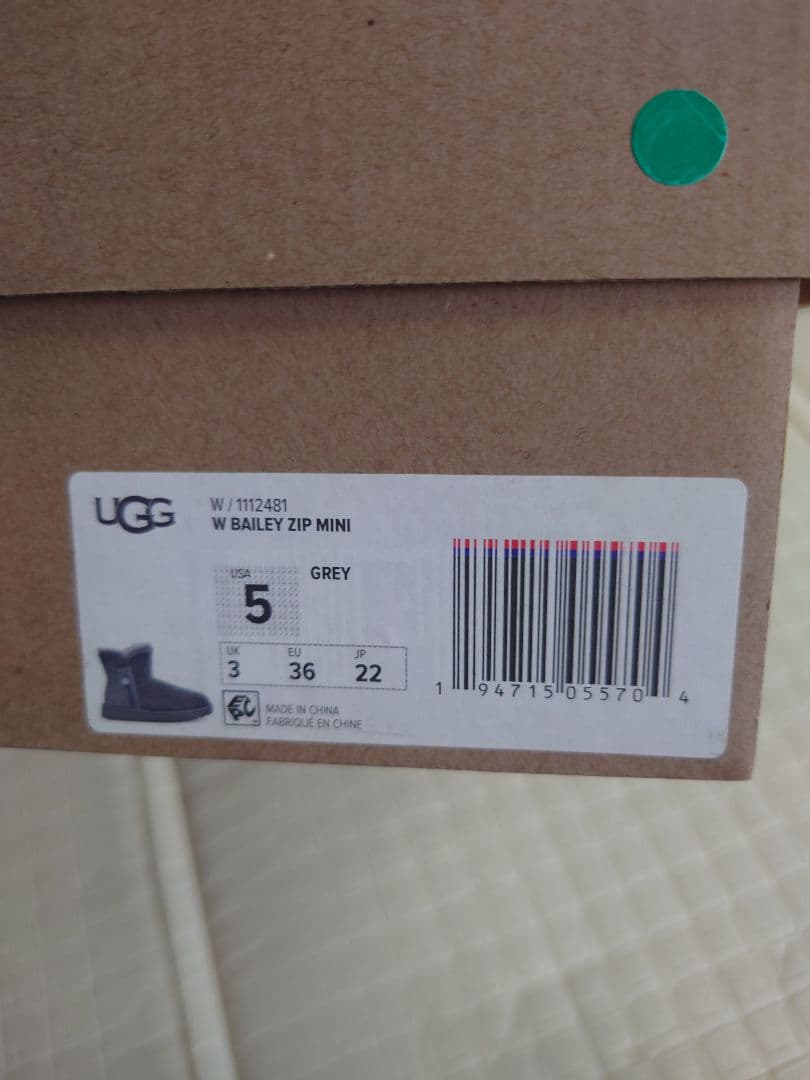 UGG
W / 1112481
W BAILEY ZIP MINI
USA
GREY
5
UK EU JP
3 36 22
MADE IN CHINA
FABRIQUÉ EN CHINE
1 94715 05570 4